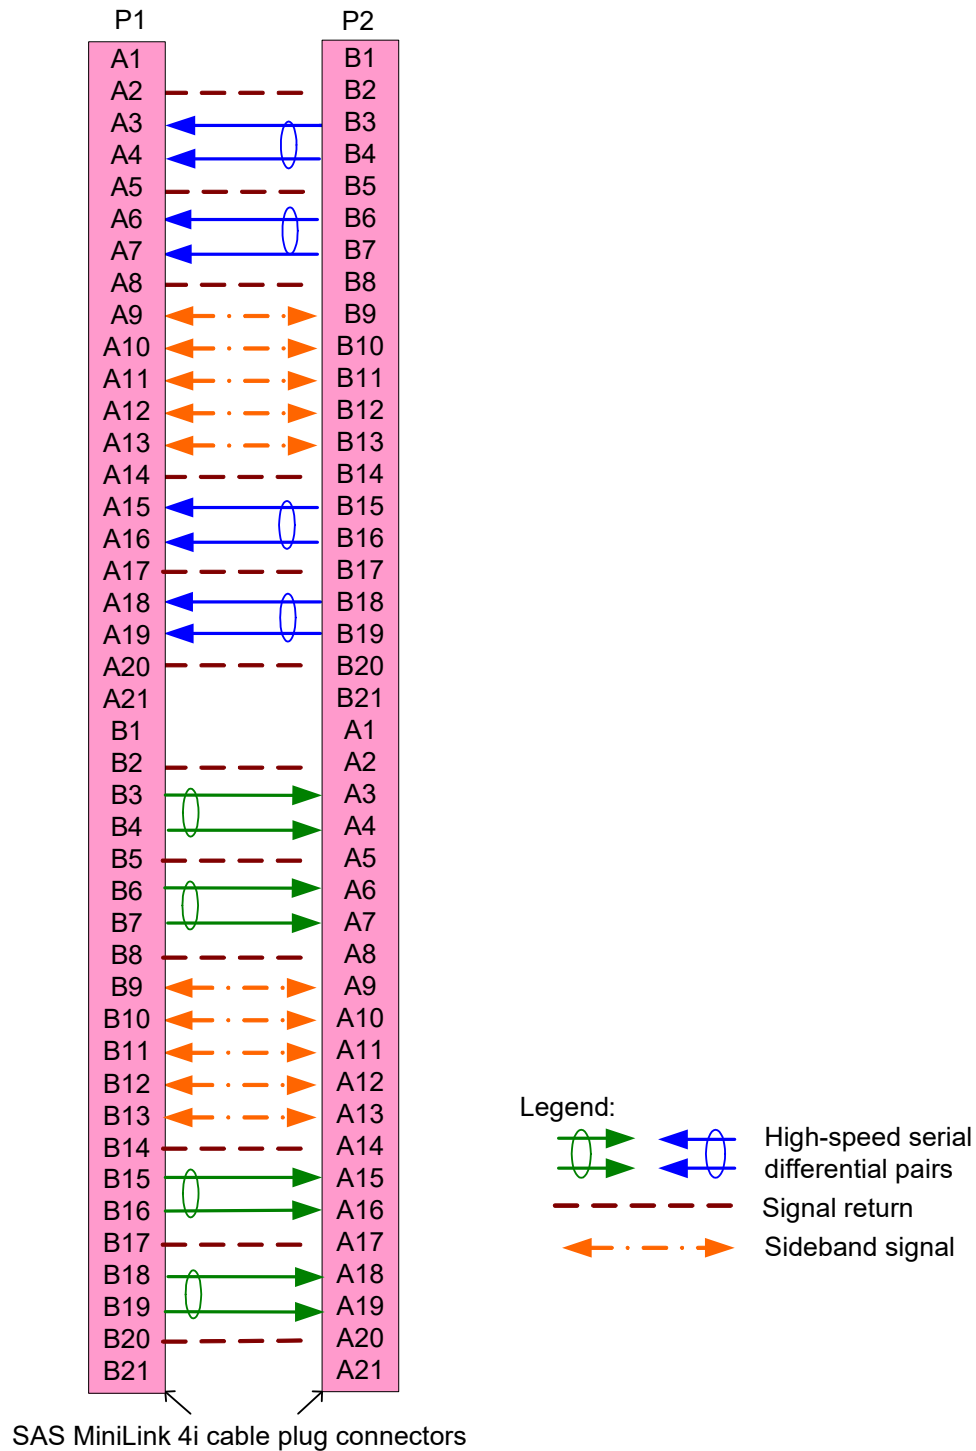 P1 P2
A1 B1
A2 B2
A3 B3
A4 B4
A5 B5
A6 B6
A7 B7
A8 B8
A9 B9
A10 B10
A11 B11
A12 B12
A13 B13
A14 B14
A15 B15
A16 B16
A17 B17
A18 B18
A19 B19
A20 B20
A21 B21
B1 A1
B2 A2
B3 A3
B4 A4
B5 A5
B6 A6
B7 A7
B8 A8
B9 A9
B10 A10
B11 A11
B12 A12
B13 A13
B14 A14
B15 A15
B16 A16
B17 A17
B18 A18
B19 A19
B20 A20
B21 A21
Legend:
High-speed serial
differential pairs
Signal return
Sideband signal
SAS MiniLink 4i cable plug connectors